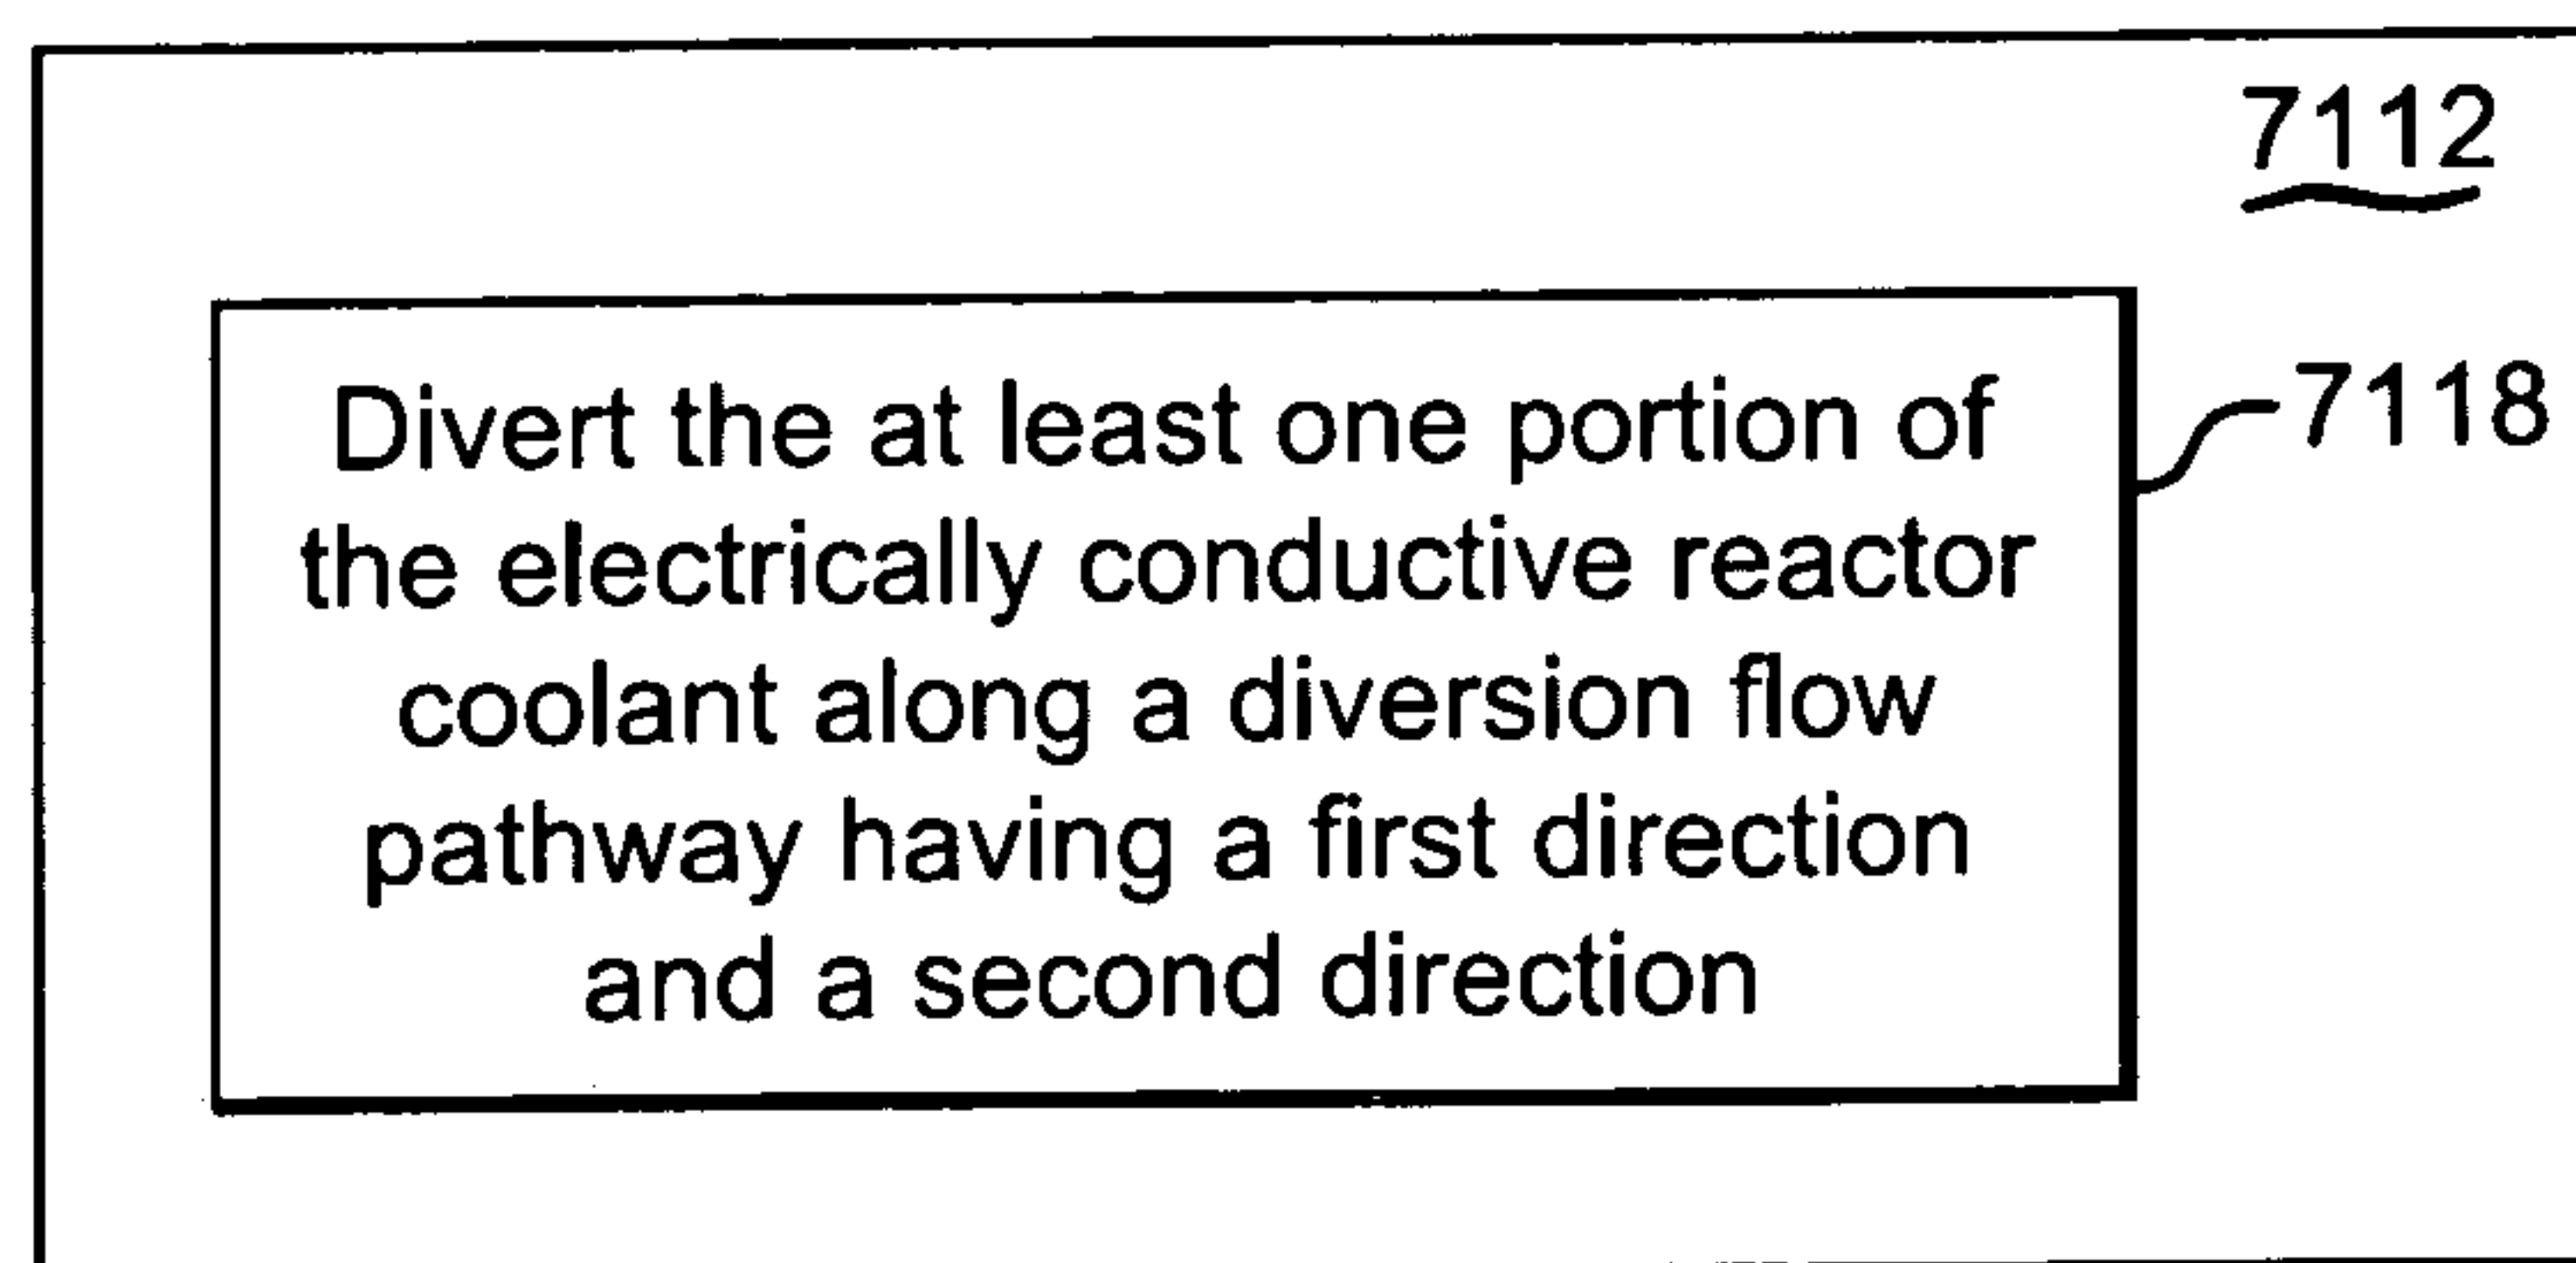 7112
Divert the at least one portion of
the electrically conductive reactor
coolant along a diversion flow
pathway having a first direction
and a second direction
7118